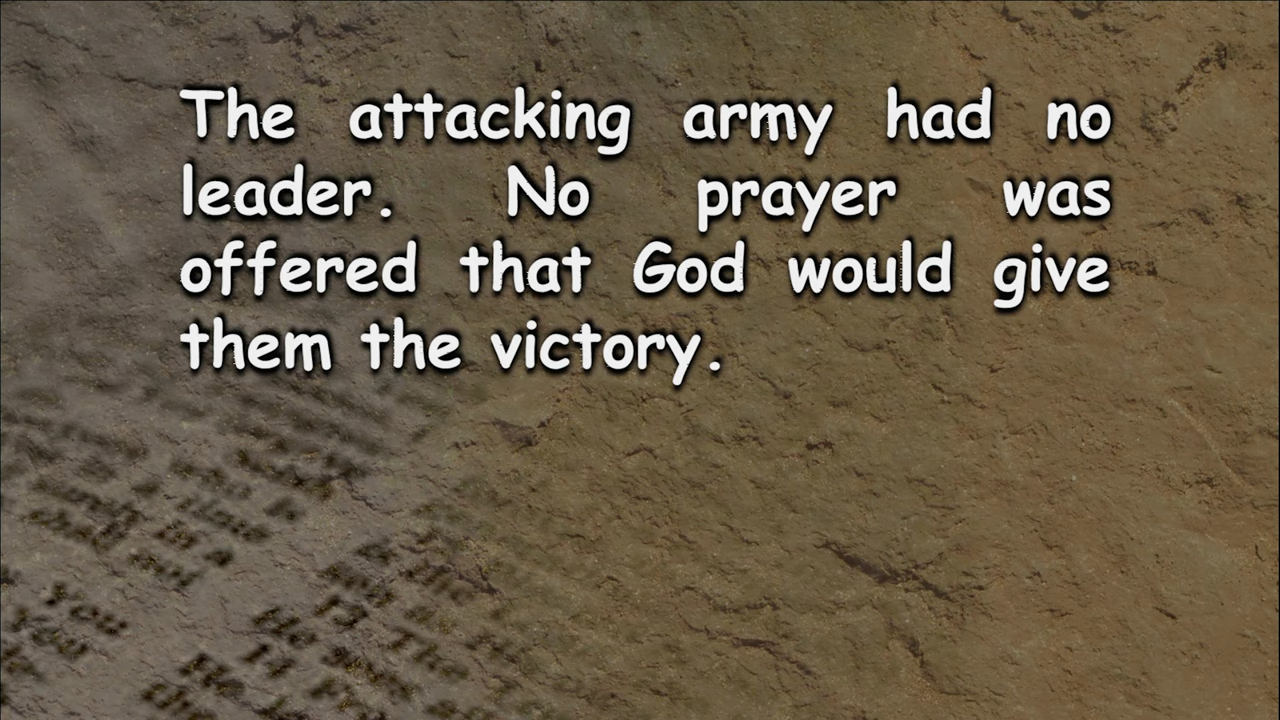 The attacking army had no
leader. No prayer was
offered that God would give
them the victory.